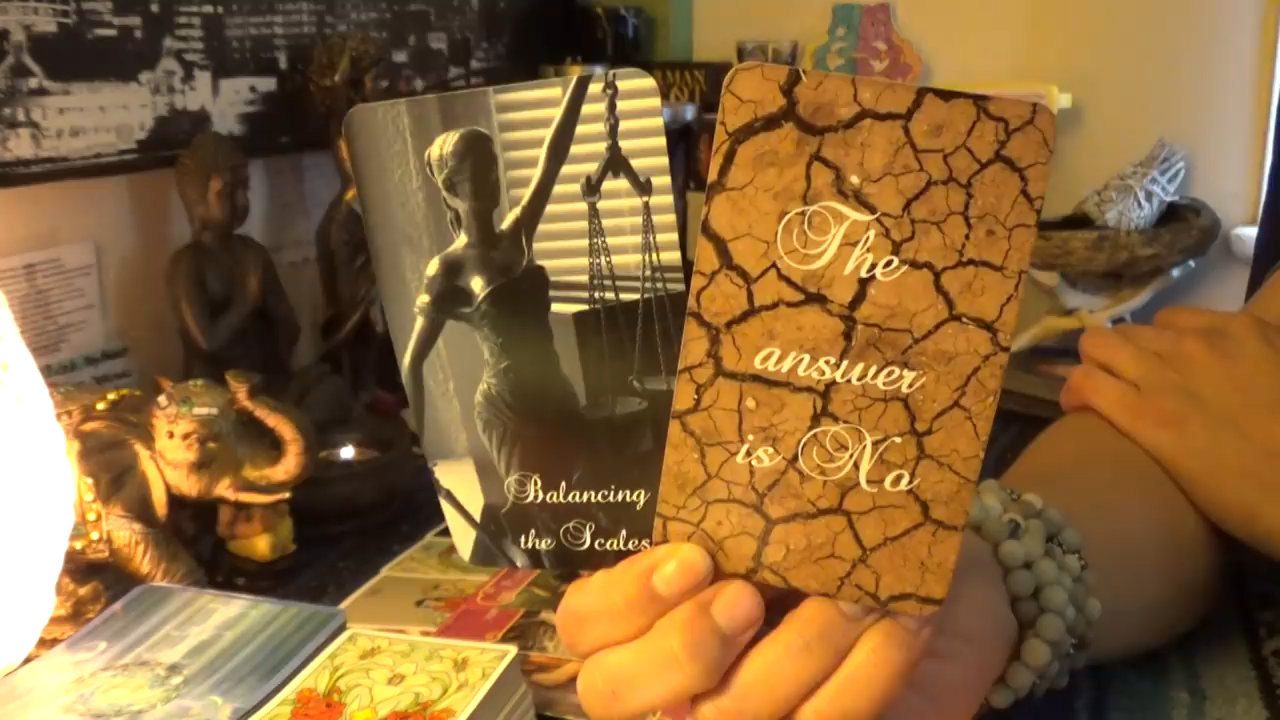 Balancing
the Scales
The
answer
is No